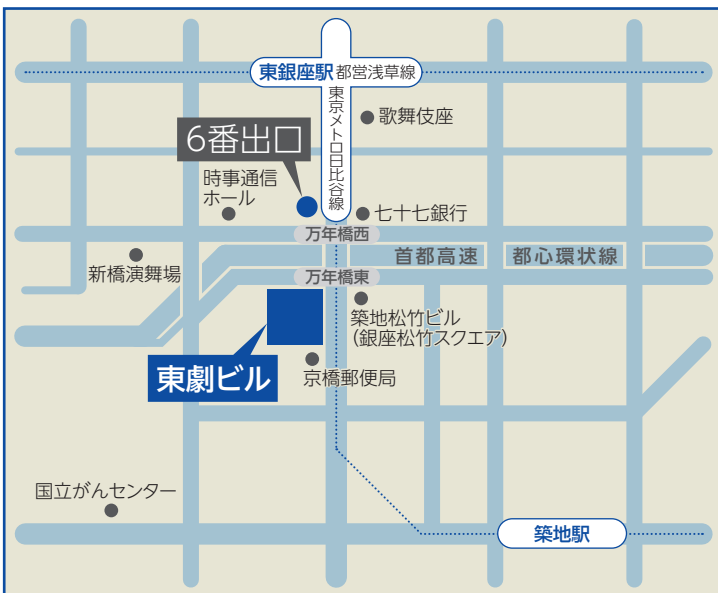 東銀座駅 都営浅草線
東京メトロ日比谷線
歌舞伎座
6番出口
時事通信
ホール
七十七銀行
万年橋西
首都高速
都心環状線
新橋演舞場
万年橋東
築地松竹ビル
(銀座松竹スクエア)
東劇ビル
京橋郵便局
国立がんセンター
築地駅